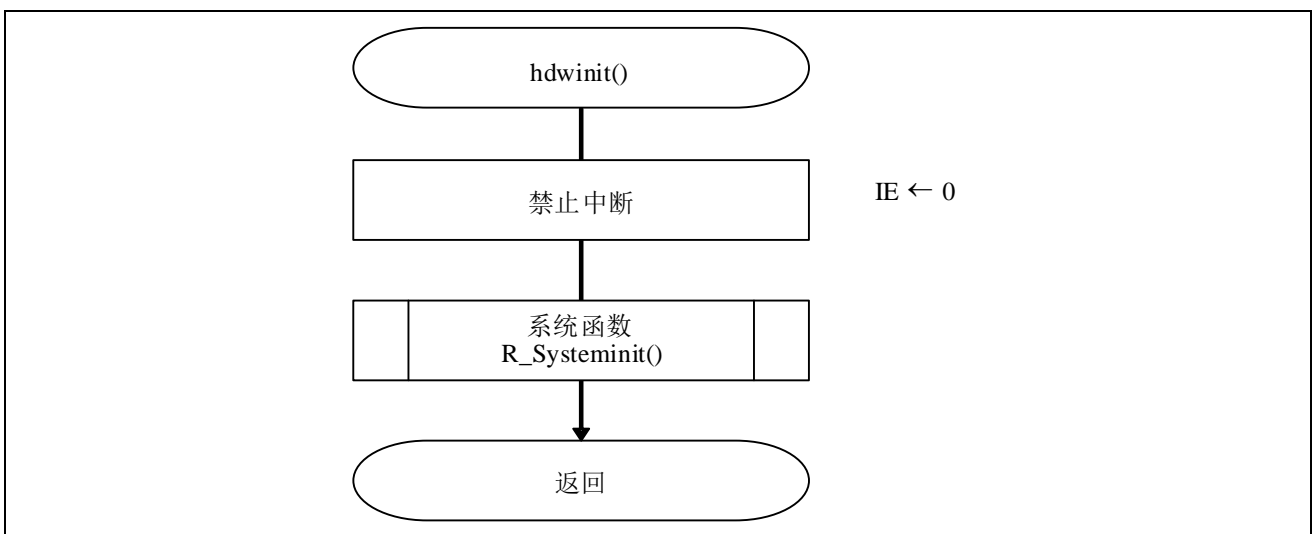 hdwinit()
禁止中断
IE ← 0
系统函数
R_Systeminit()
返回